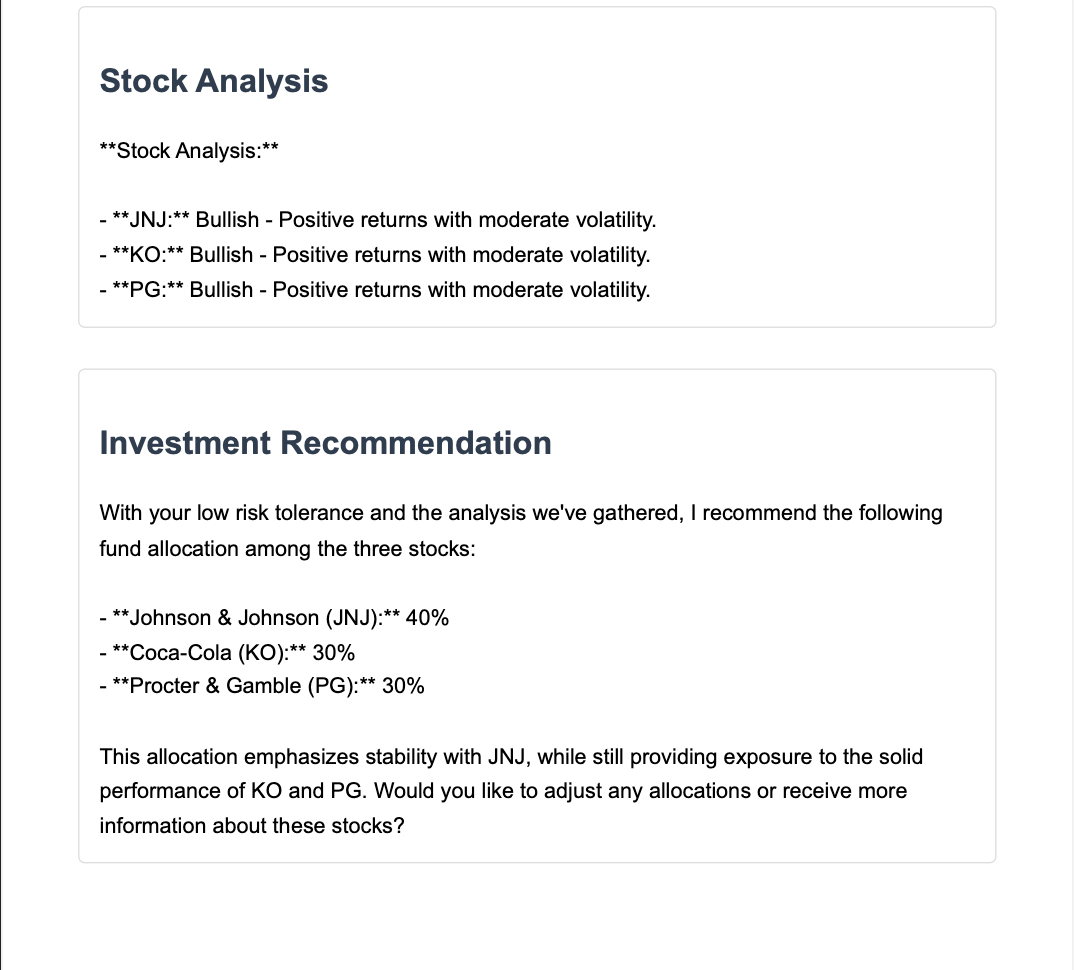 Stock Analysis
**Stock Analysis:**
- **JNJ:** Bullish - Positive returns with moderate volatility.
- **KO:** Bullish - Positive returns with moderate volatility.
- **PG:** Bullish - Positive returns with moderate volatility.
Investment Recommendation
With your low risk tolerance and the analysis we've gathered, I recommend the following
fund allocation among the three stocks:
- **Johnson & Johnson (JNJ):** 40%
- **Coca-Cola (KO):** 30%
- **Procter & Gamble (PG):** 30%
This allocation emphasizes stability with JNJ, while still providing exposure to the solid
performance of KO and PG. Would you like to adjust any allocations or receive more
information about these stocks?